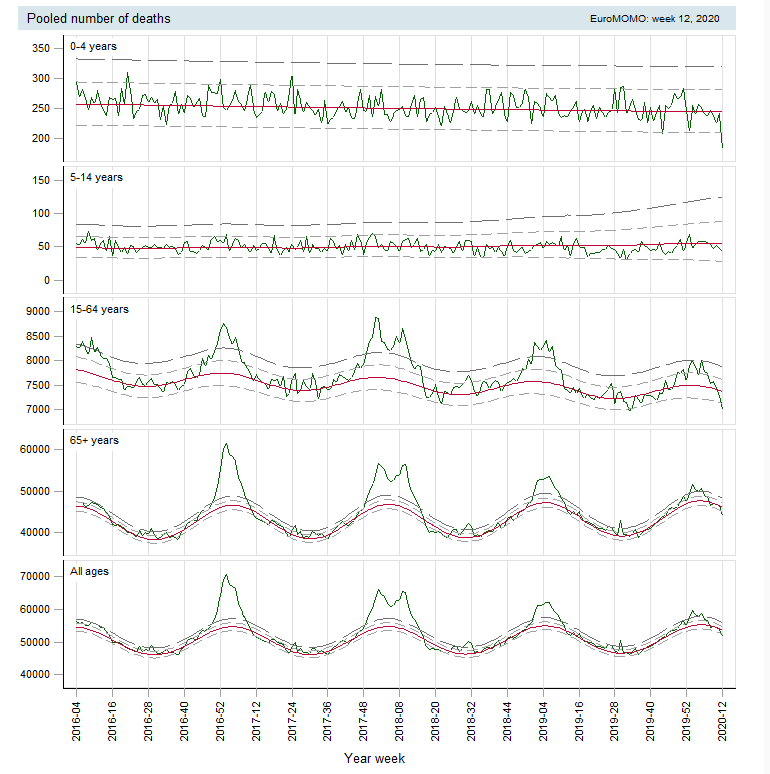 Pooled number of deaths EuroMOMO: week 12, 2020
0-4 years
350
300
250
200
5-14 years
150
100
50
0
15-64 years
9000
8500
8000
7500
7000
65+ years
60000
50000
40000
All ages
70000
60000
50000
40000
2016-04 2016-16 2016-28 2016-40 2016-52 2017-12 2017-24 2017-36 2017-48 2018-08 2018-20 2018-32 2018-44 2019-04 2019-16 2019-28 2019-40 2019-52 2020-12
Year week